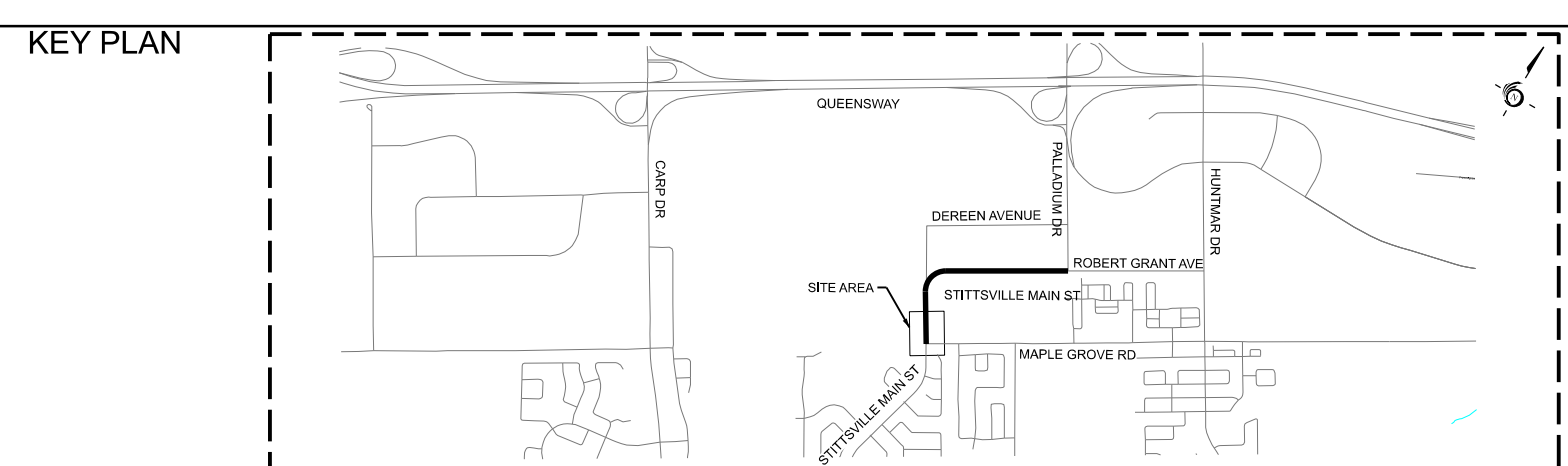 KEY PLAN
QUEENSWAY
CARP DR
PALLADIUM DR
HUNTMAR DR
DEREEN AVENUE
ROBERT GRANT AVE
SITE AREA
STITTSVILLE MAIN ST
MAPLE GROVE RD
STITTSVILLE MAIN ST
N